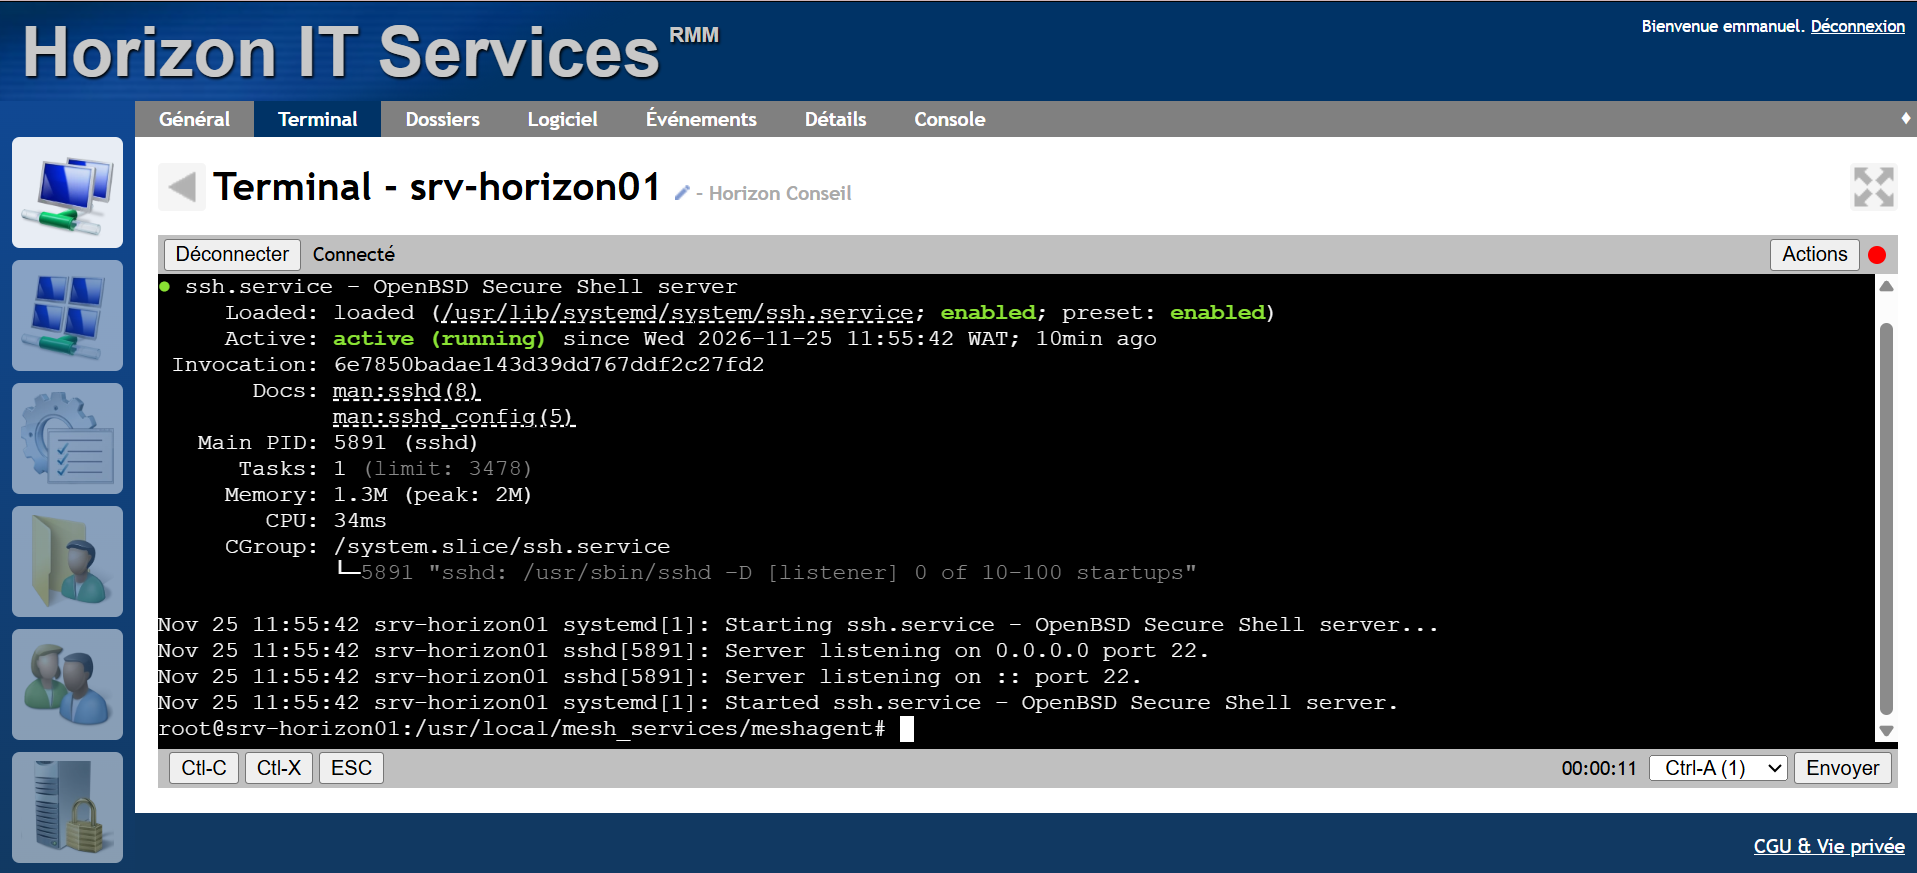 Horizon IT Services RMM
Bienvenue emmanuel. Déconnexion
Général Terminal Dossiers Logiciel Événements Détails Console
Terminal - srv-horizon01 - Horizon Conseil
Déconnecter Connecté Actions
● ssh.service - OpenBSD Secure Shell server
Loaded: loaded (/usr/lib/systemd/system/ssh.service; enabled; preset: enabled)
Active: active (running) since Wed 2026-11-25 11:55:42 WAT; 10min ago
Invocation: 6e7850badae143d39dd767ddf2c27fd2
Docs: man:sshd(8)
man:sshd_config(5)
Main PID: 5891 (sshd)
Tasks: 1 (limit: 3478)
Memory: 1.3M (peak: 2M)
CPU: 34ms
CGroup: /system.slice/ssh.service
└─5891 "sshd: /usr/sbin/sshd -D [listener] 0 of 10-100 startups"
Nov 25 11:55:42 srv-horizon01 systemd[1]: Starting ssh.service - OpenBSD Secure Shell server...
Nov 25 11:55:42 srv-horizon01 sshd[5891]: Server listening on 0.0.0.0 port 22.
Nov 25 11:55:42 srv-horizon01 sshd[5891]: Server listening on :: port 22.
Nov 25 11:55:42 srv-horizon01 systemd[1]: Started ssh.service - OpenBSD Secure Shell server.
root@srv-horizon01:/usr/local/mesh_services/meshagent#
Ctl-C Ctl-X ESC 00:00:11 Ctrl-A (1) Envoyer
CGU & Vie privée